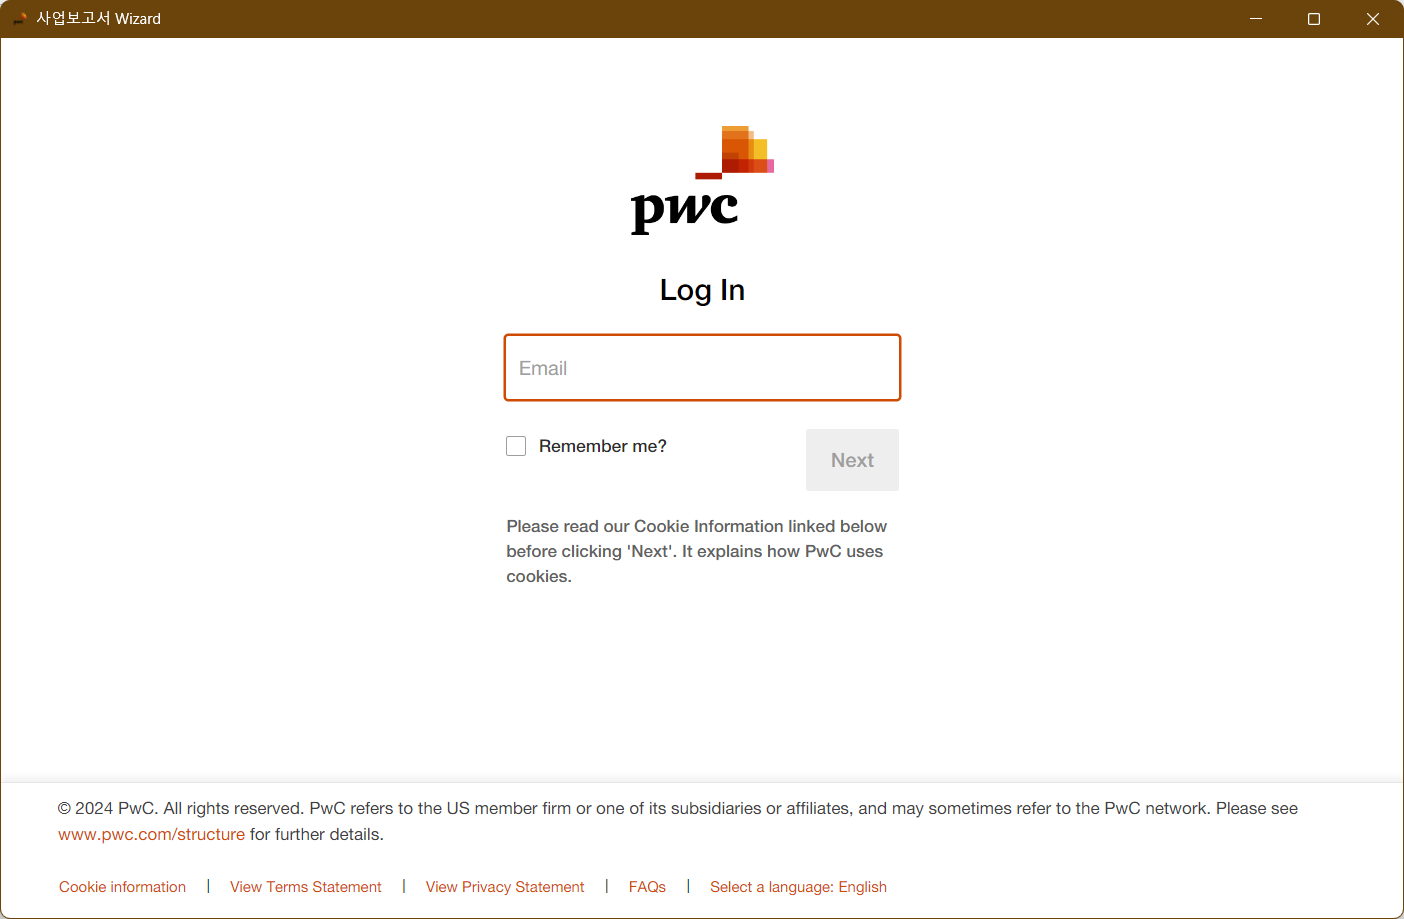 사업보고서 Wizard
pwc
Log In
Email
Remember me?
Next
Please read our Cookie Information linked below
before clicking 'Next'. It explains how PwC uses
cookies.
© 2024 PwC. All rights reserved. PwC refers to the US member firm or one of its subsidiaries or affiliates, and may sometimes refer to the PwC network. Please see
www.pwc.com/structure for further details.
Cookie information | View Terms Statement | View Privacy Statement | FAQs | Select a language: English